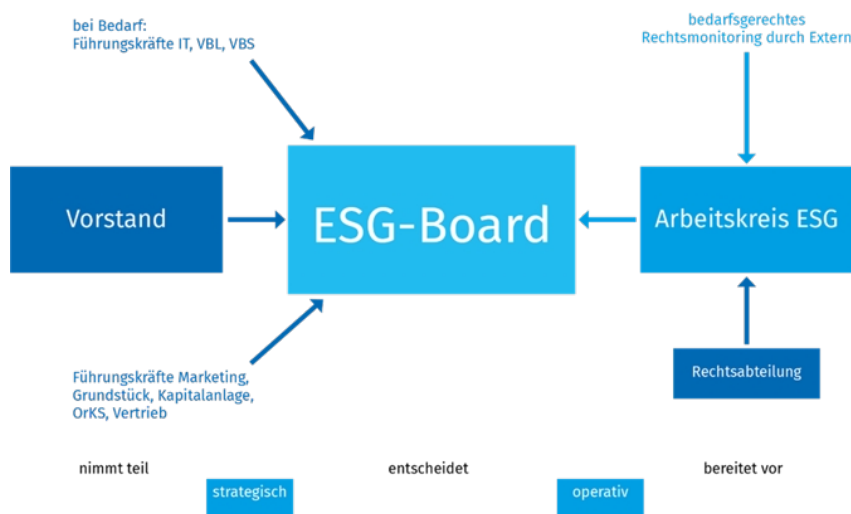 bei Bedarf:
Führungskräfte IT, VBL, VBS
bedarfsgerechtes
Rechtsmonitoring durch Extern
Vorstand
ESG-Board
Arbeitskreis ESG
Führungskräfte Marketing,
Grundstück, Kapitalanlage,
OrKS, Vertrieb
Rechtsabteilung
nimmt teil
entscheidet
bereitet vor
strategisch
operativ